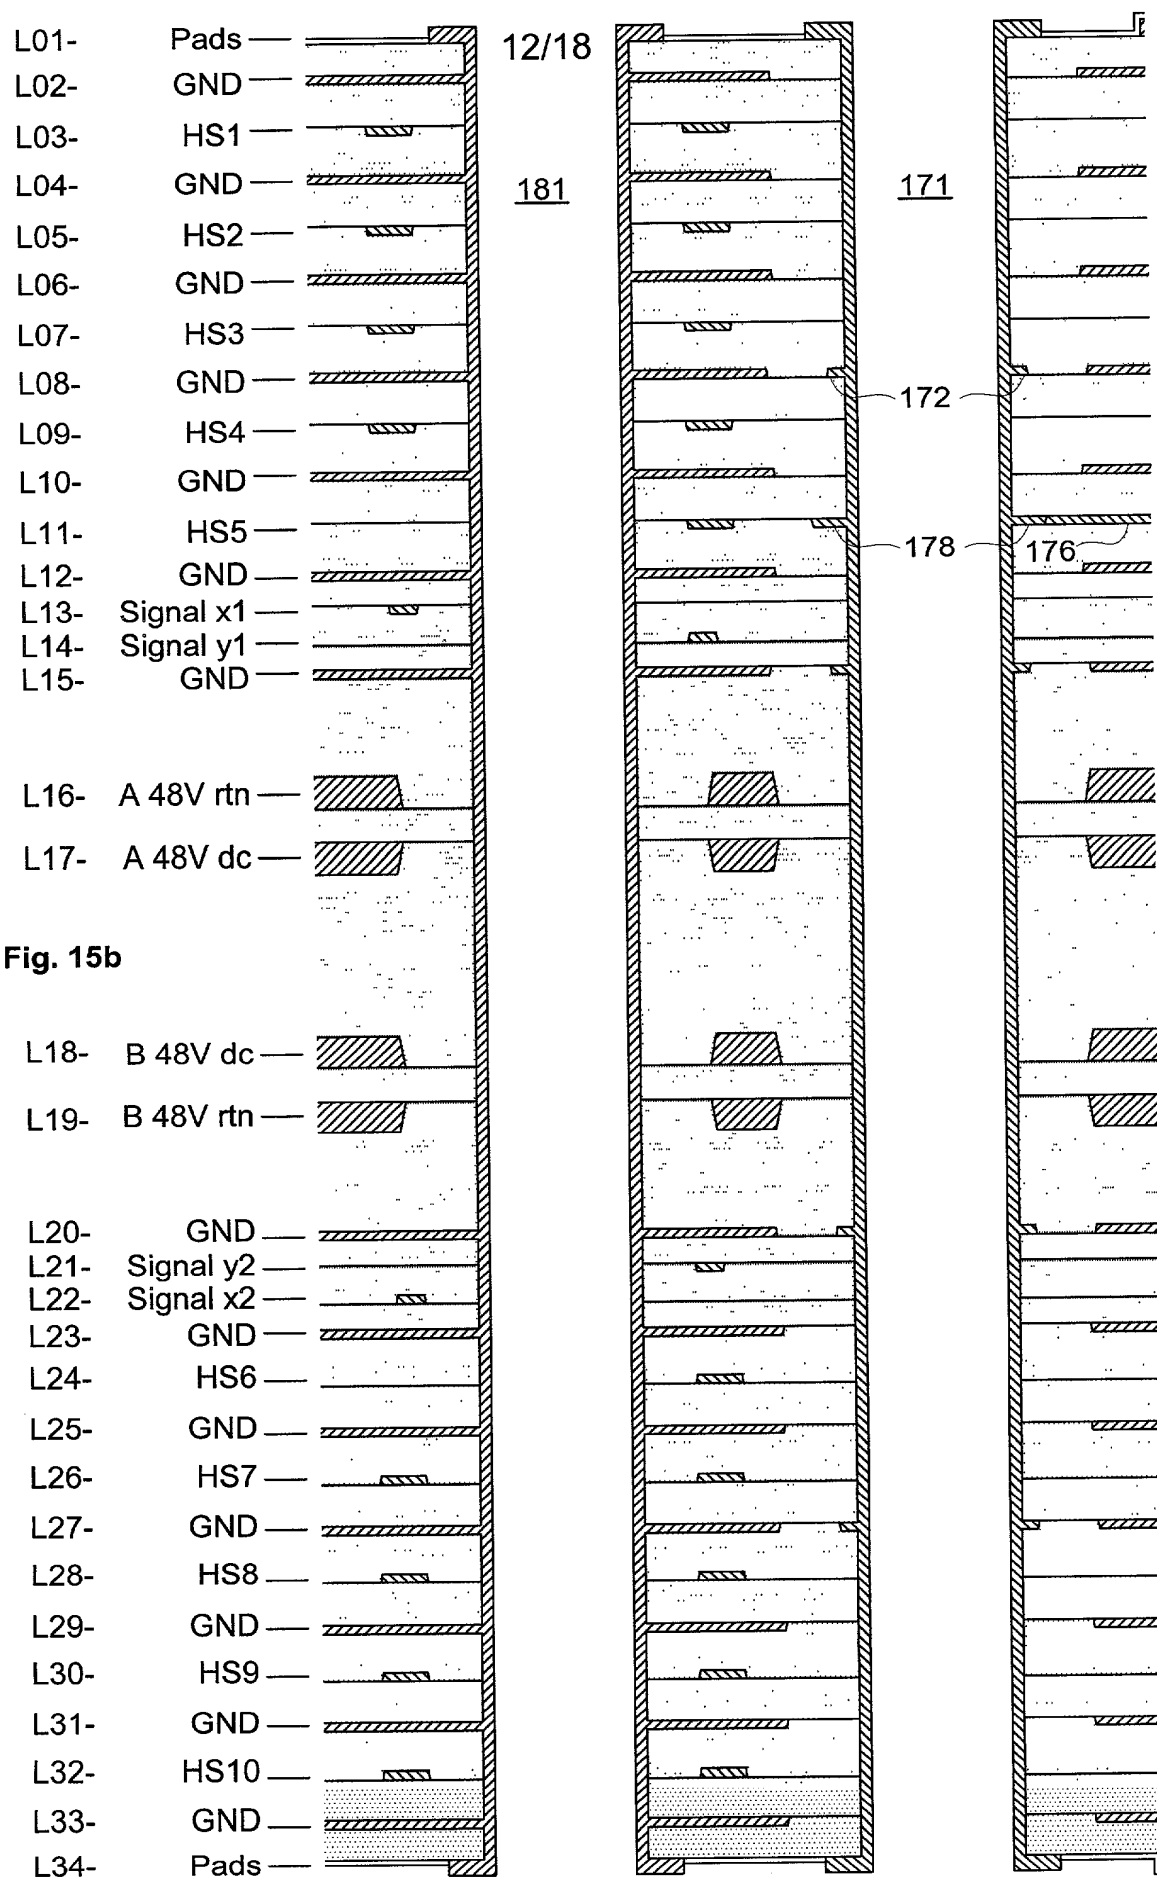 L01- Pads 12/18
L02- GND
L03- HS1
L04- GND 181 171
L05- HS2
L06- GND
L07- HS3
L08- GND 172
L09- HS4
L10- GND
L11- HS5 178 176
L12- GND
L13- Signal x1
L14- Signal y1
L15- GND
L16- A 48V rtn
L17- A 48V dc
Fig. 15b
L18- B 48V dc
L19- B 48V rtn
L20- GND
L21- Signal y2
L22- Signal x2
L23- GND
L24- HS6
L25- GND
L26- HS7
L27- GND
L28- HS8
L29- GND
L30- HS9
L31- GND
L32- HS10
L33- GND
L34- Pads